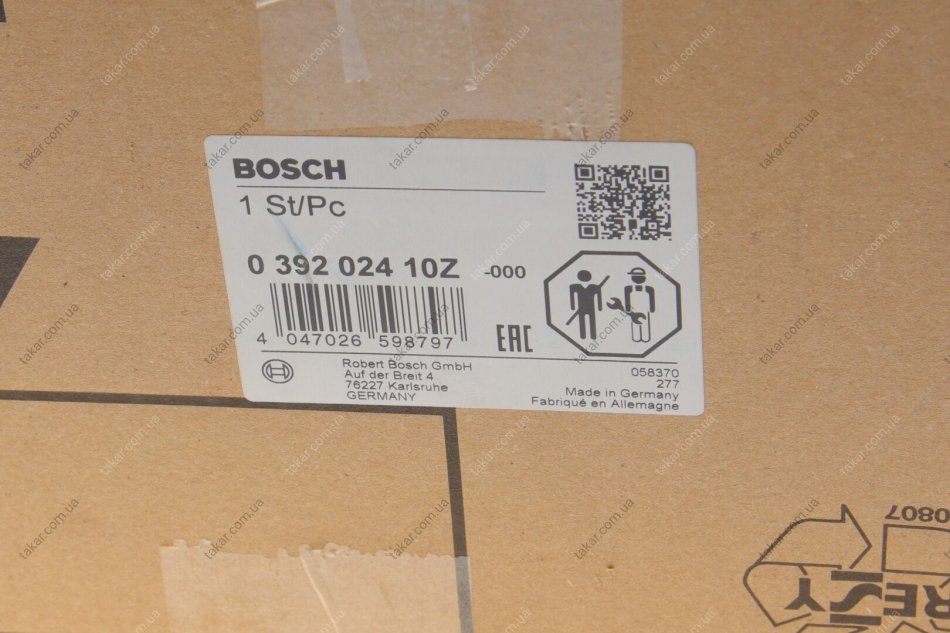 BOSCH
1 St/Pc
0 392 024 10Z -000
4 047026 598797
EAC
Robert Bosch GmbH
Auf der Breit 4
76227 Karlsruhe
GERMANY
058370
277
Made in Germany
Fabriqué en Allemagne
0807
RESY
takar.com.ua